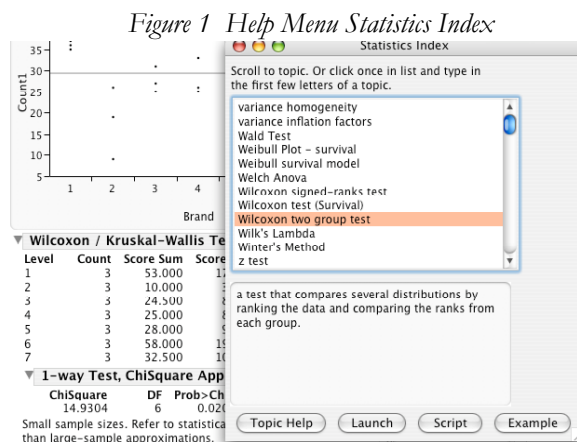 Figure 1 Help Menu Statistics Index
Statistics Index
Scroll to topic. Or click once in list and type in
the first few letters of a topic.
variance homogeneity
variance inflation factors
Wald Test
Weibull Plot – survival
Weibull survival model
Welch Anova
Wilcoxon signed-ranks test
Wilcoxon test (Survival)
Wilcoxon two group test
Wilk's Lambda
Winter's Method
z test
a test that compares several distributions by
ranking the data and comparing the ranks from
each group.
Topic Help Launch Script Example
Count1
35
30
25
20
15
10
5
1 2 3 4
Brand
Wilcoxon / Kruskal-Wallis Te
Level Count Score Sum Score
1 3 53.000
2 3 10.000
3 3 24.500
4 3 25.000
5 3 28.000
6 3 58.000
7 3 32.500
1-way Test, ChiSquare App
ChiSquare DF Prob>Ch
14.9304 6 0.020
Small sample sizes. Refer to statistica
than large-sample approximations.